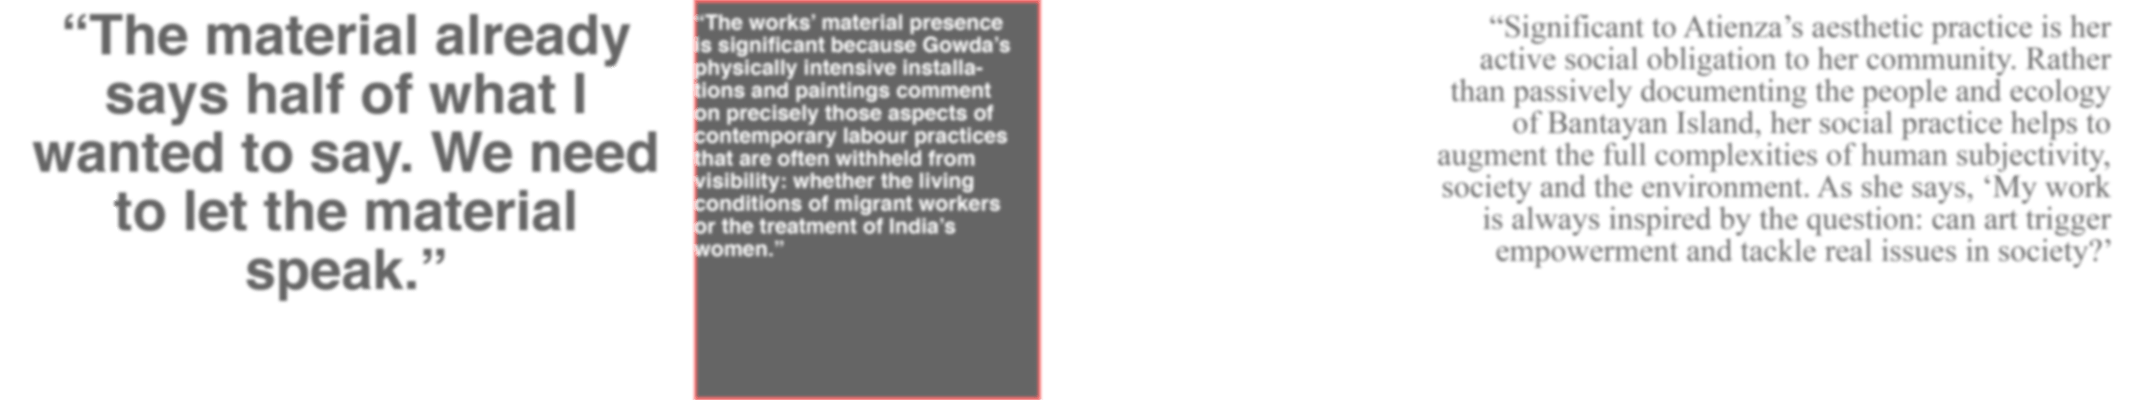 “The material already
says half of what I
wanted to say. We need
to let the material
speak.”
“The works’ material presence
is significant because Gowda’s
physically intensive installa-
tions and paintings comment
on precisely those aspects of
contemporary labour practices
that are often withheld from
visibility: whether the living
conditions of migrant workers
or the treatment of India’s
women.”
“Significant to Atienza’s aesthetic practice is her
active social obligation to her community. Rather
than passively documenting the people and ecology
of Bantayan Island, her social practice helps to
augment the full complexities of human subjectivity,
society and the environment. As she says, ‘My work
is always inspired by the question: can art trigger
empowerment and tackle real issues in society?’